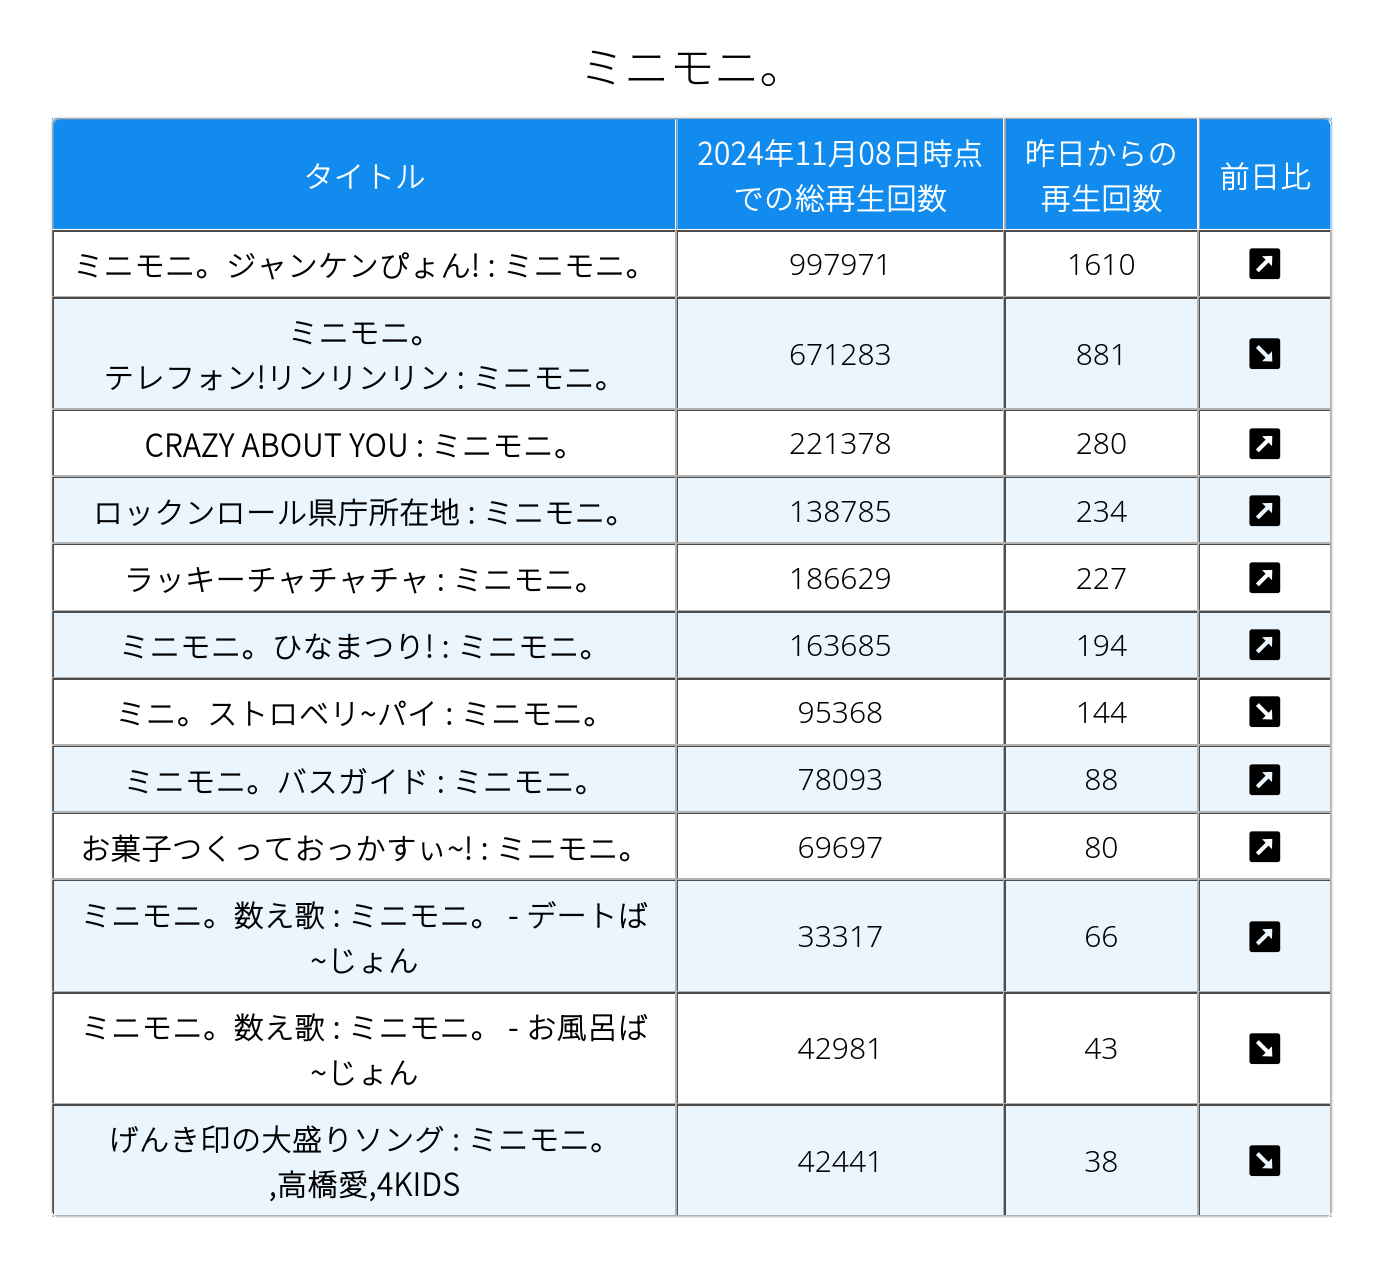 ミニモニ。
タイトル
2024年11月08日時点
での総再生回数
昨日からの
再生回数
前日比
ミニモニ。ジャンケンぴょん! : ミニモニ。
997971
1610
ミニモニ。
テレフォン!リンリンリン : ミニモニ。
671283
881
CRAZY ABOUT YOU : ミニモニ。
221378
280
ロックンロール県庁所在地 : ミニモニ。
138785
234
ラッキーチャチャチャ : ミニモニ。
186629
227
ミニモニ。ひなまつり! : ミニモニ。
163685
194
ミニ。ストロベリ~パイ : ミニモニ。
95368
144
ミニモニ。バスガイド : ミニモニ。
78093
88
お菓子つくっておっかすぃ~! : ミニモニ。
69697
80
ミニモニ。数え歌 : ミニモニ。 - デートば
~じょん
33317
66
ミニモニ。数え歌 : ミニモニ。 - お風呂ば
~じょん
42981
43
げんき印の大盛りソング : ミニモニ。
,高橋愛,4KIDS
42441
38